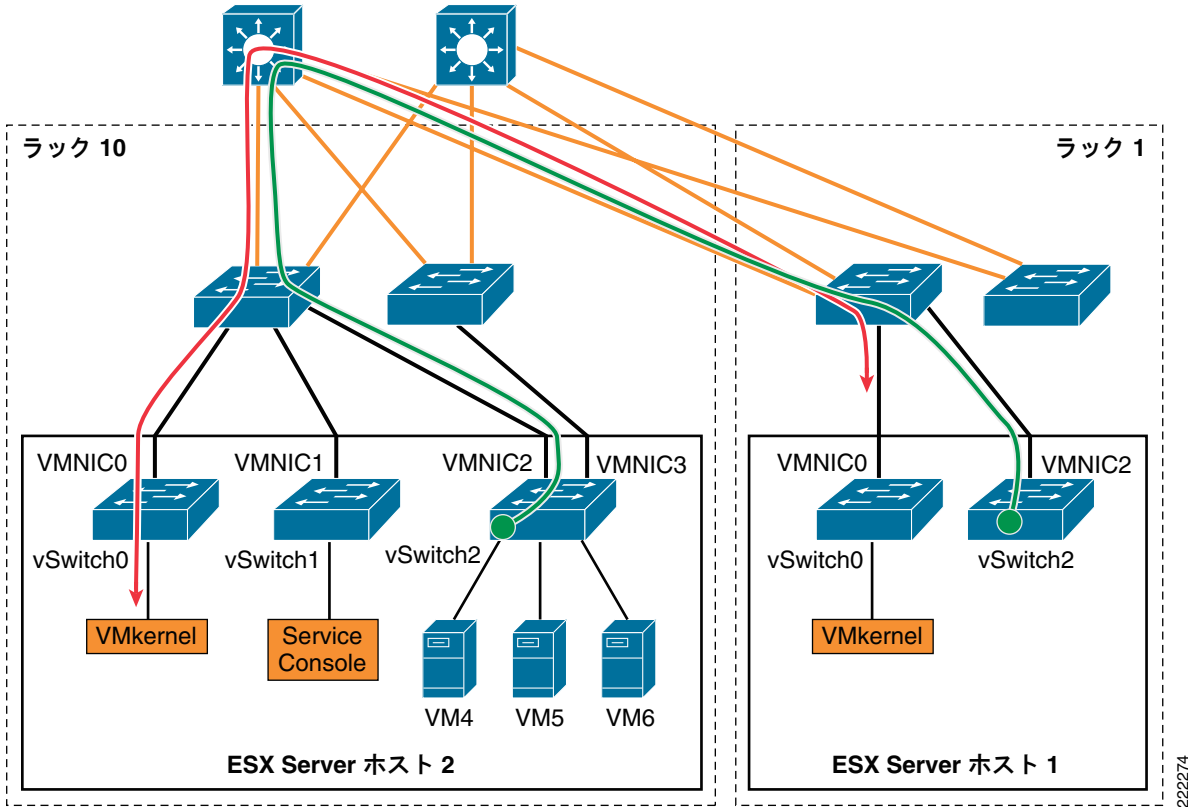 ラック 10
ラック 1
VMNIC0
VMNIC1
VMNIC2
VMNIC3
VMNIC0
VMNIC2
vSwitch0
vSwitch1
vSwitch2
vSwitch0
vSwitch2
VMkernel
Service
Console
VMkernel
VM4
VM5
VM6
ESX Server ホスト 2
ESX Server ホスト 1
222274